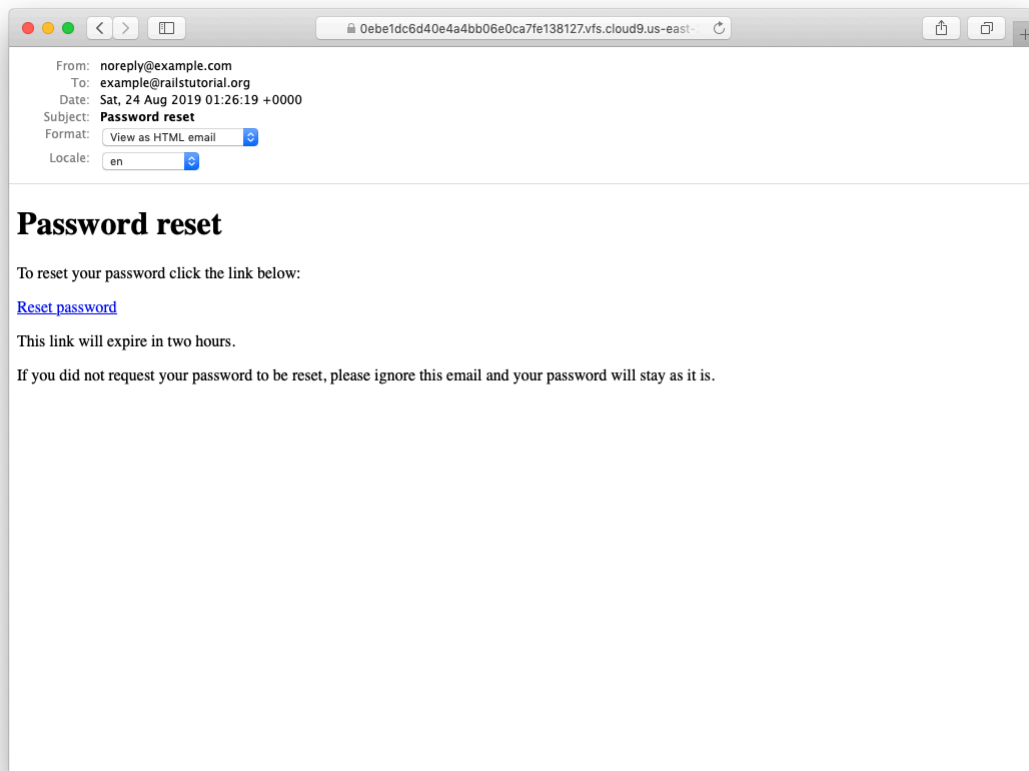 0ebe1dc6d40e4a4bb06e0ca7fe138127.vfs.cloud9.us-east-
From: noreply@example.com
To: example@railstutorial.org
Date: Sat, 24 Aug 2019 01:26:19 +0000
Subject: Password reset
Format: View as HTML email
Locale: en
Password reset
To reset your password click the link below:
Reset password
This link will expire in two hours.
If you did not request your password to be reset, please ignore this email and your password will stay as it is.